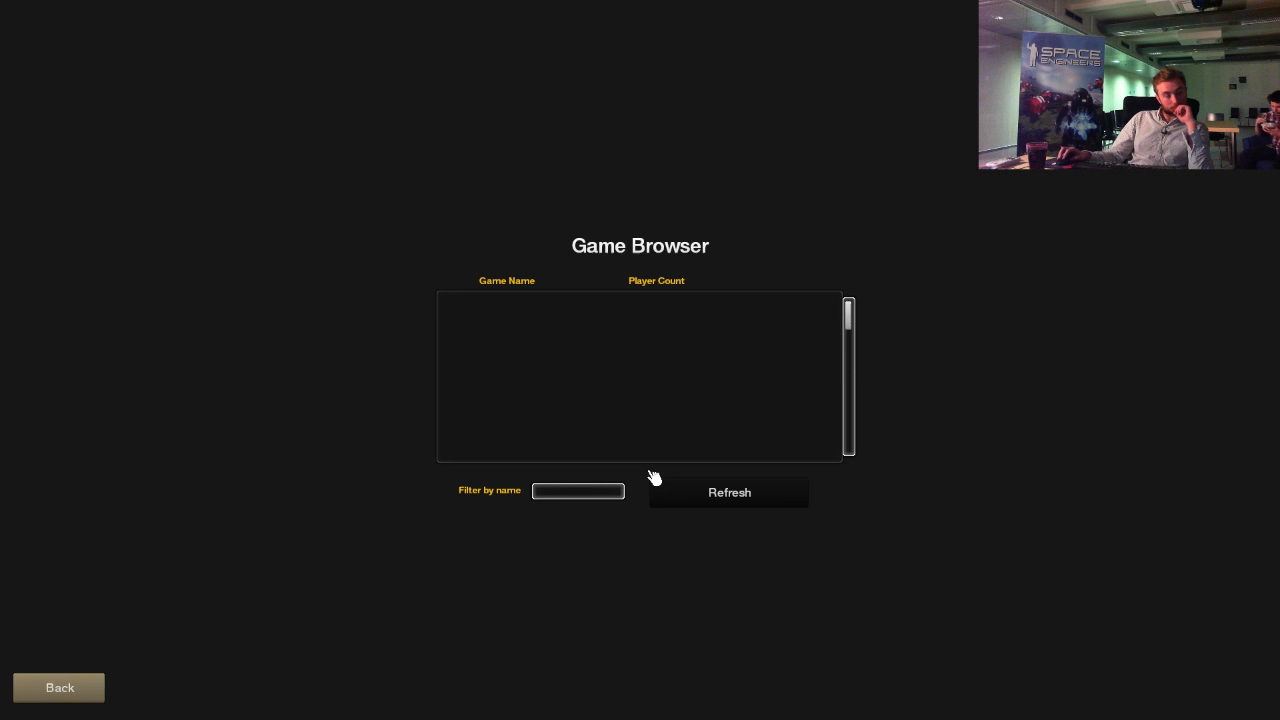 SPACE
ENGINEERS
Game Browser
Game Name Player Count
Filter by name Refresh
Back